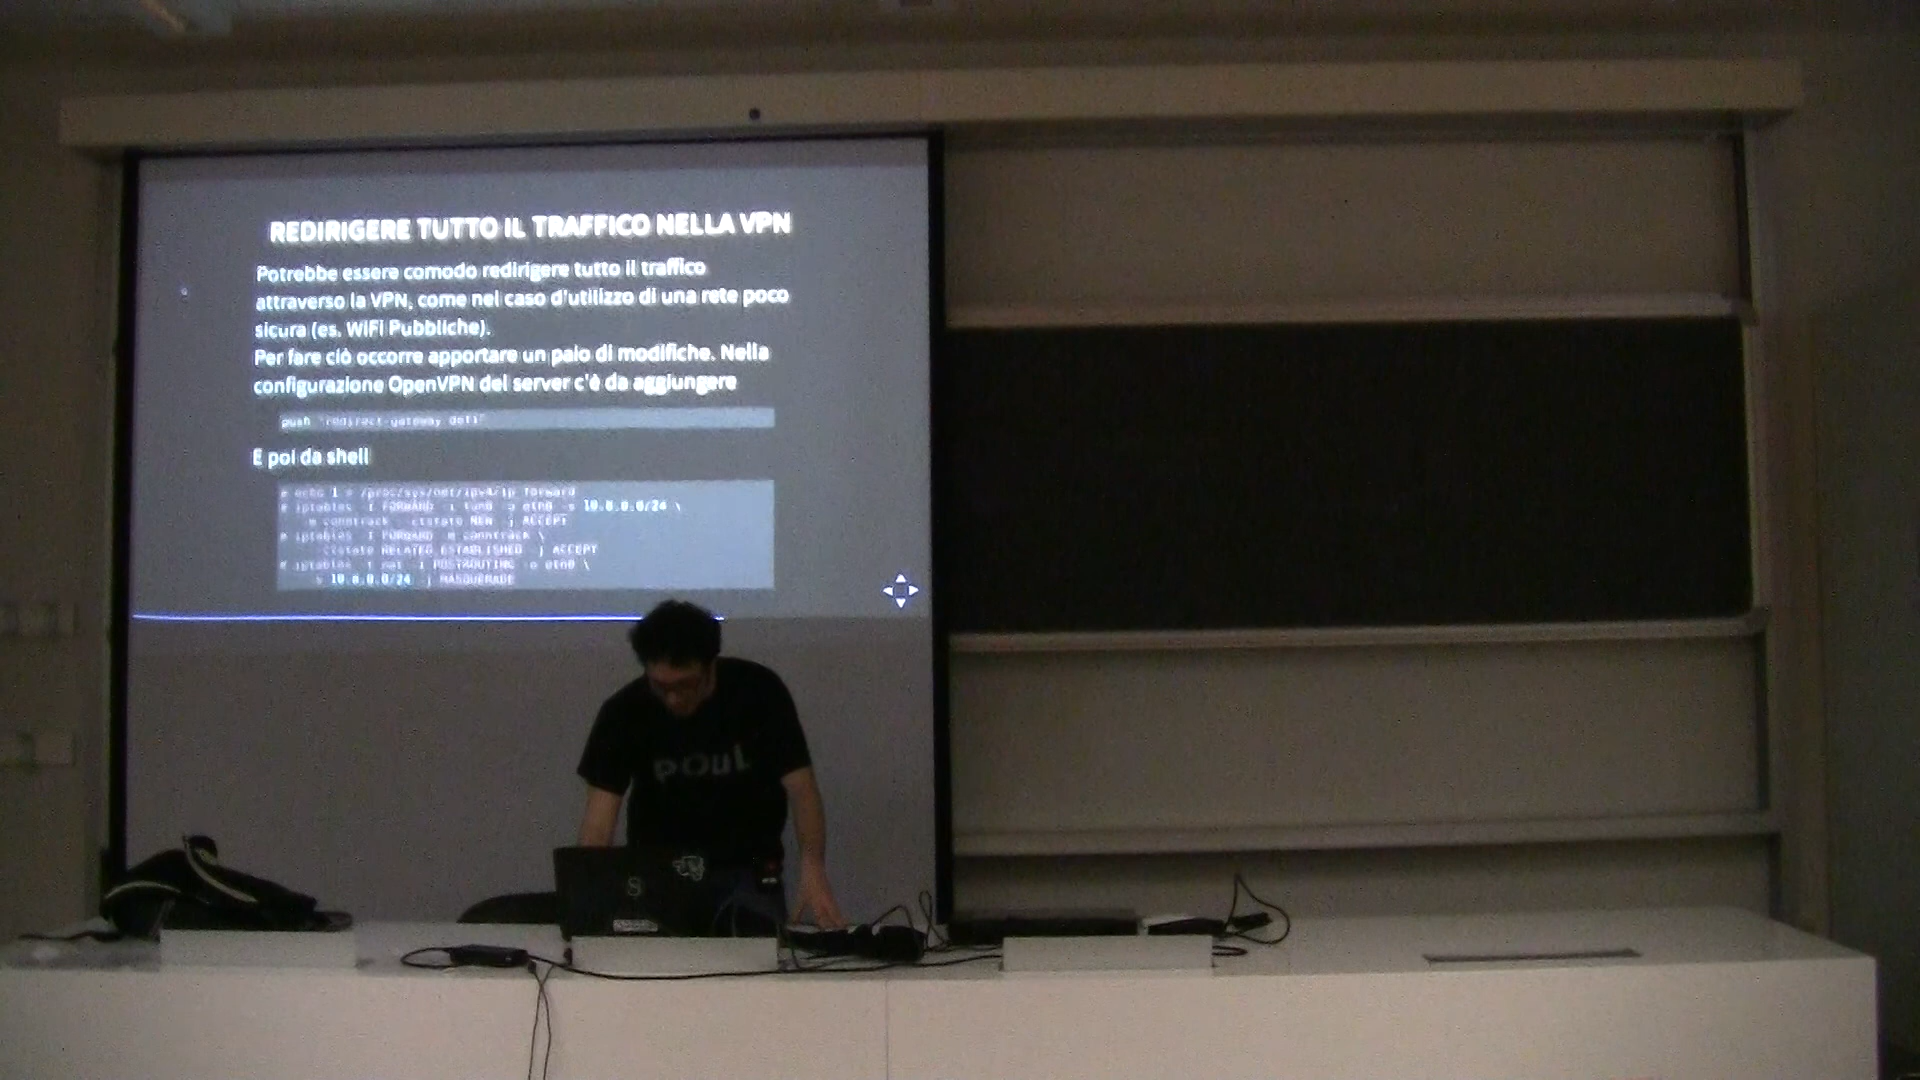 REDIRIGERE TUTTO IL TRAFFICO NELLA VPN
Potrebbe essere comodo redirigere tutto il traffico
attraverso la VPN, come nel caso d'utilizzo di una rete poco
sicura (es. WiFi Pubbliche).
Per fare ciò occorre apportare un paio di modifiche. Nella
configurazione OpenVPN del server c'è da aggiungere
push "redirect-gateway def1"
E poi da shell
# echo 1 > /proc/sys/net/ipv4/ip_forward
# iptables -I FORWARD -i tun0 -o eth0 -s 10.8.0.0/24 \
-m conntrack --ctstate NEW -j ACCEPT
# iptables -I FORWARD -m conntrack \
--ctstate RELATED,ESTABLISHED -j ACCEPT
# iptables -t nat -I POSTROUTING -o eth0 \
-s 10.8.0.0/24 -j MASQUERADE
POUL